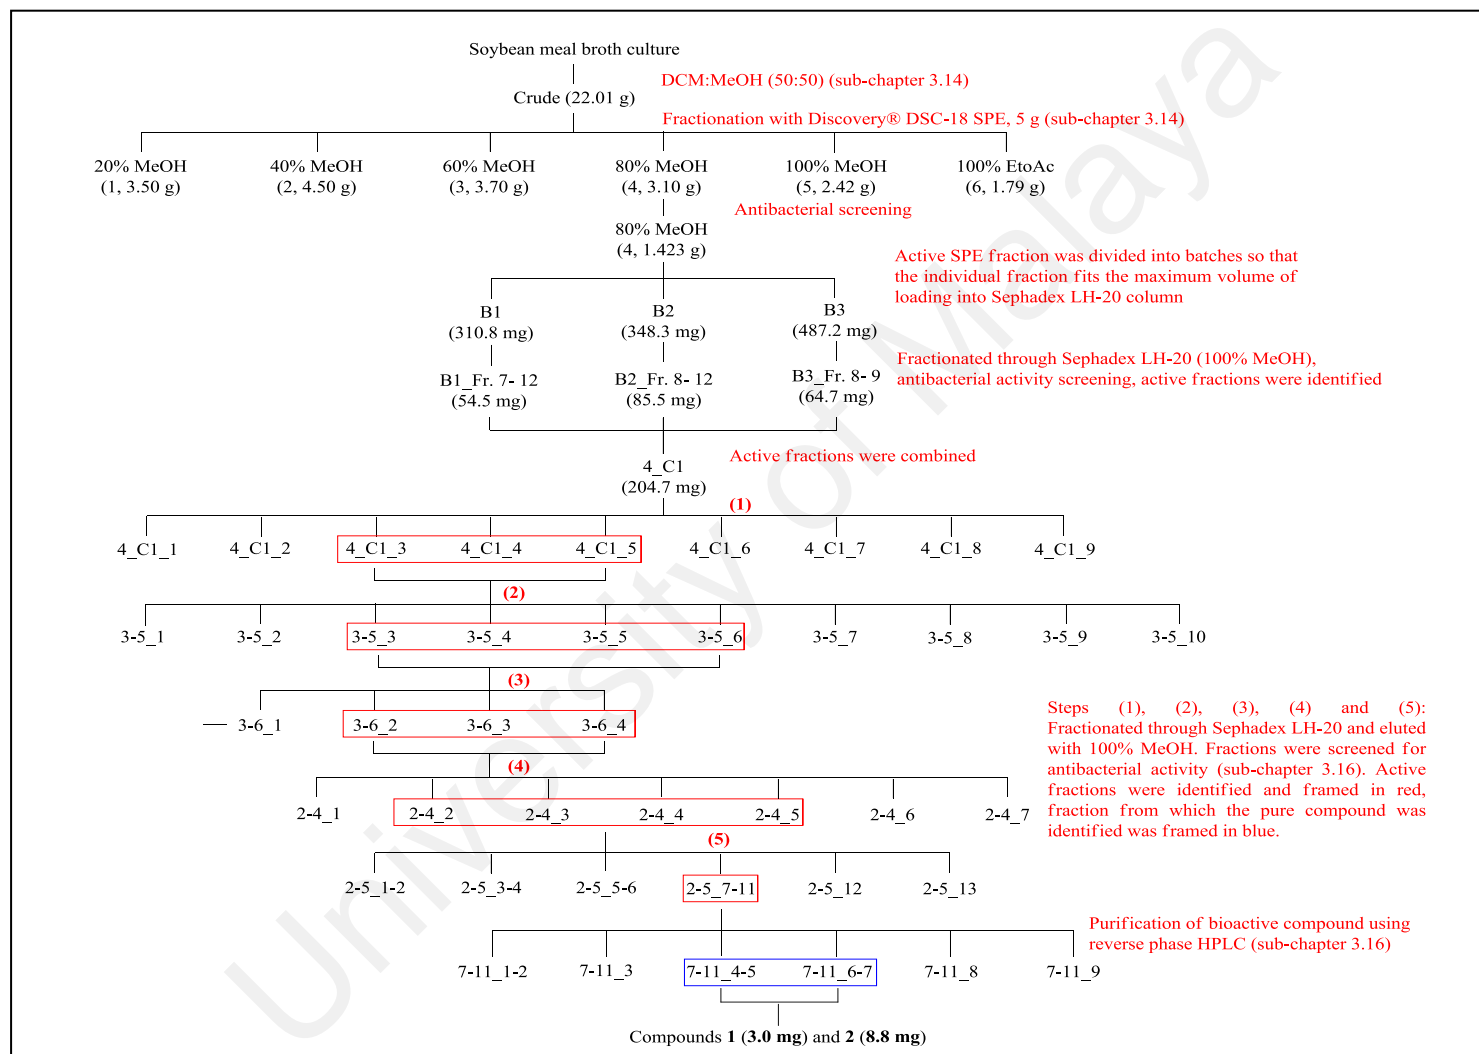 Soybean meal broth culture
DCM:MeOH (50:50) (sub-chapter 3.14)
Crude (22.01 g)
Fractionation with Discovery® DSC-18 SPE, 5 g (sub-chapter 3.14)
20% MeOH
(1, 3.50 g)
40% MeOH
(2, 4.50 g)
60% MeOH
(3, 3.70 g)
80% MeOH
(4, 3.10 g)
100% MeOH
(5, 2.42 g)
100% EtoAc
(6, 1.79 g)
Antibacterial screening
80% MeOH
(4, 1.423 g)
Active SPE fraction was divided into batches so that
the individual fraction fits the maximum volume of
loading into Sephadex LH-20 column
B1
(310.8 mg)
B2
(348.3 mg)
B3
(487.2 mg)
Fractionated through Sephadex LH-20 (100% MeOH),
antibacterial activity screening, active fractions were identified
B1_Fr. 7- 12
(54.5 mg)
B2_Fr. 8- 12
(85.5 mg)
B3_Fr. 8- 9
(64.7 mg)
Active fractions were combined
4_C1
(204.7 mg)
(1)
4_C1_1 4_C1_2 4_C1_3 4_C1_4 4_C1_5 4_C1_6 4_C1_7 4_C1_8 4_C1_9
(2)
3-5_1 3-5_2 3-5_3 3-5_4 3-5_5 3-5_6 3-5_7 3-5_8 3-5_9 3-5_10
(3)
3-6_1 3-6_2 3-6_3 3-6_4
Steps (1), (2), (3), (4) and (5):
Fractionated through Sephadex LH-20 and eluted
with 100% MeOH. Fractions were screened for
antibacterial activity (sub-chapter 3.16). Active
fractions were identified and framed in red,
fraction from which the pure compound was
identified was framed in blue.
(4)
2-4_1 2-4_2 2-4_3 2-4_4 2-4_5 2-4_6 2-4_7
(5)
2-5_1-2 2-5_3-4 2-5_5-6 2-5_7-11 2-5_12 2-5_13
Purification of bioactive compound using
reverse phase HPLC (sub-chapter 3.16)
7-11_1-2 7-11_3 7-11_4-5 7-11_6-7 7-11_8 7-11_9
Compounds 1 (3.0 mg) and 2 (8.8 mg)
University of Malaya